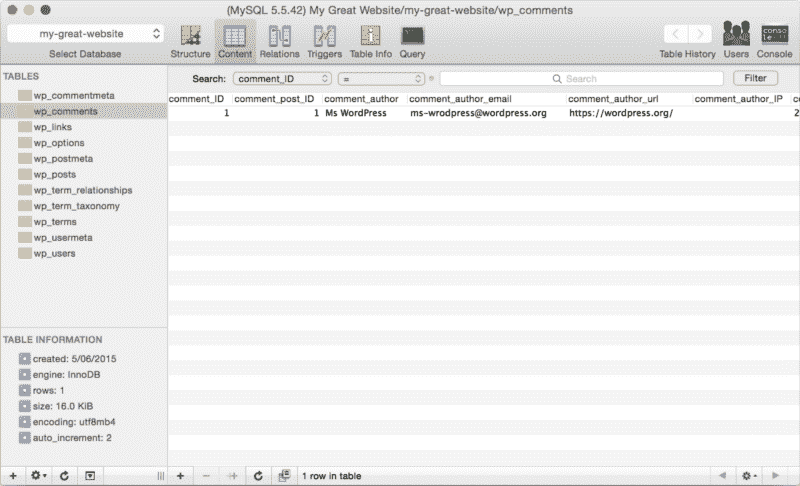 (MySQL 5.5.42) My Great Website/my-great-website/wp_comments
my-great-website
Select Database
Structure
Content
Relations
Triggers
Table Info
Query
Table History
Users
conso
le
Console
TABLES
wp_commentmeta
wp_comments
wp_links
wp_options
wp_postmeta
wp_posts
wp_term_relationships
wp_term_taxonomy
wp_terms
wp_usermeta
wp_users
Search: comment_ID = Search Filter
comment_ID comment_post_ID comment_author comment_author_email comment_author_url comment_author_IP c
1 1 Ms WordPress ms-wrodpress@wordpress.org https://wordpress.org/ 2
TABLE INFORMATION
created: 5/06/2015
engine: InnoDB
rows: 1
size: 16.0 KiB
encoding: utf8mb4
auto_increment: 2
1 row in table